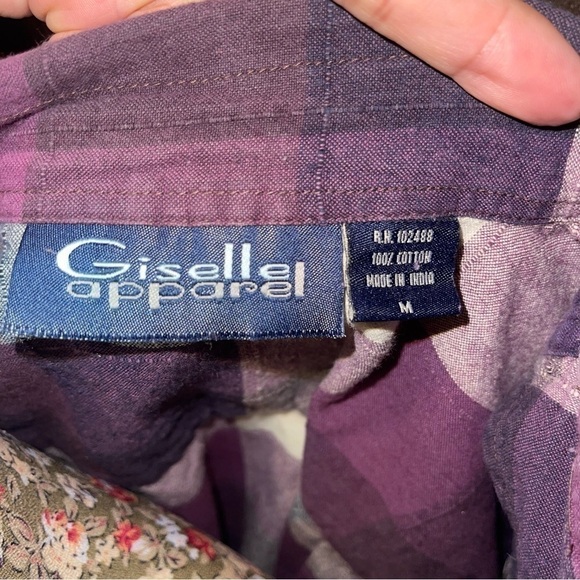 Giselle
apparel
R.N. 102488
100% COTTON
MADE IN INDIA
M